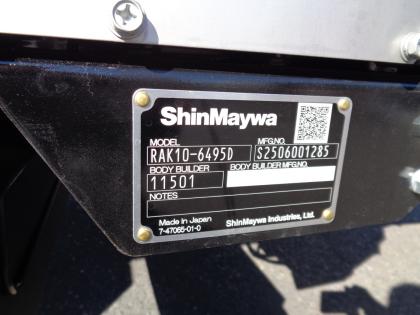 ShinMaywa
MODEL MFG.NO.
RAK10-6495D S2506001285
BODY BUILDER BODY BUILDER MFG.NO.
11501
NOTES
Made in Japan
7-47065-01-0 ShinMaywa Industries, Ltd.